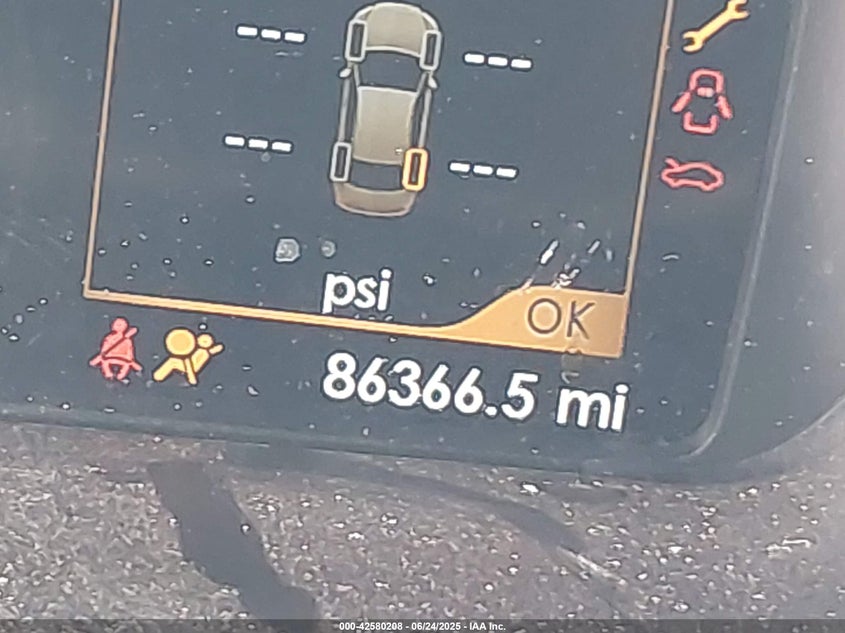 --- ---
--- ---
psi
OK
86366.5 mi
000-42580208 - 06/24/2025 - IAA Inc.